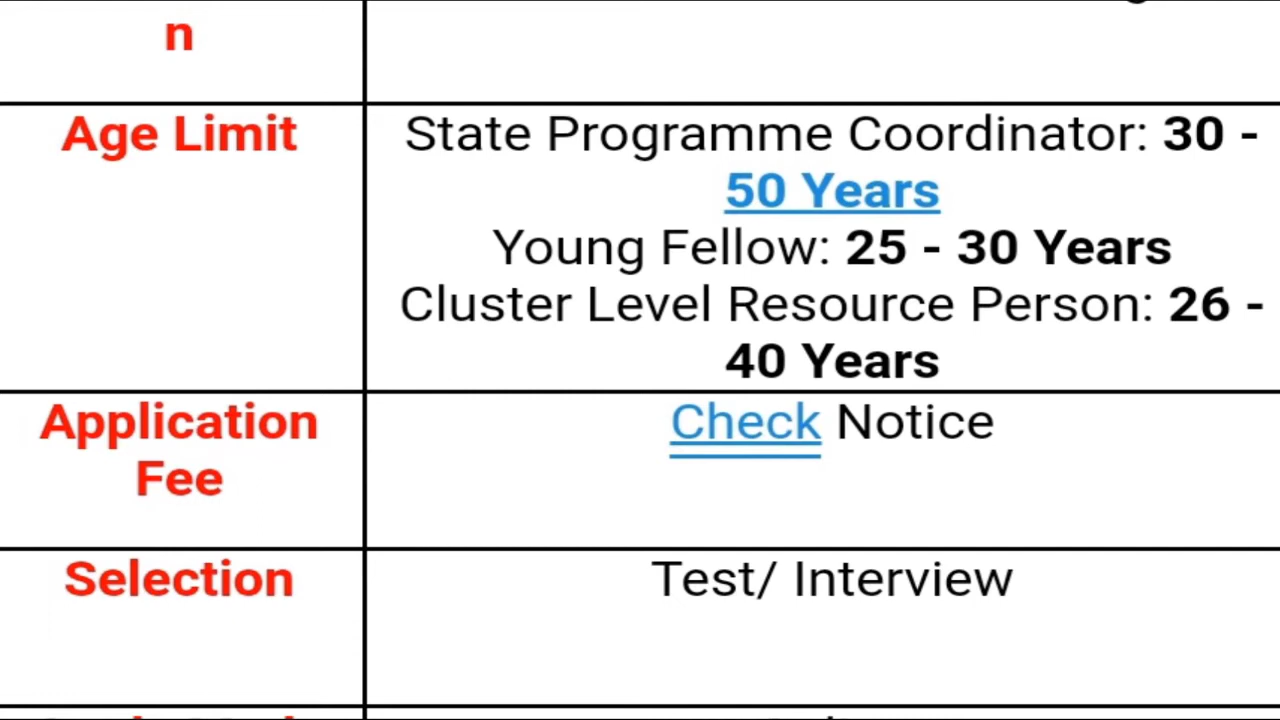 n
Age Limit
State Programme Coordinator: 30 -
50 Years
Young Fellow: 25 - 30 Years
Cluster Level Resource Person: 26 -
40 Years
Application
Fee
Check Notice
Selection
Test/ Interview